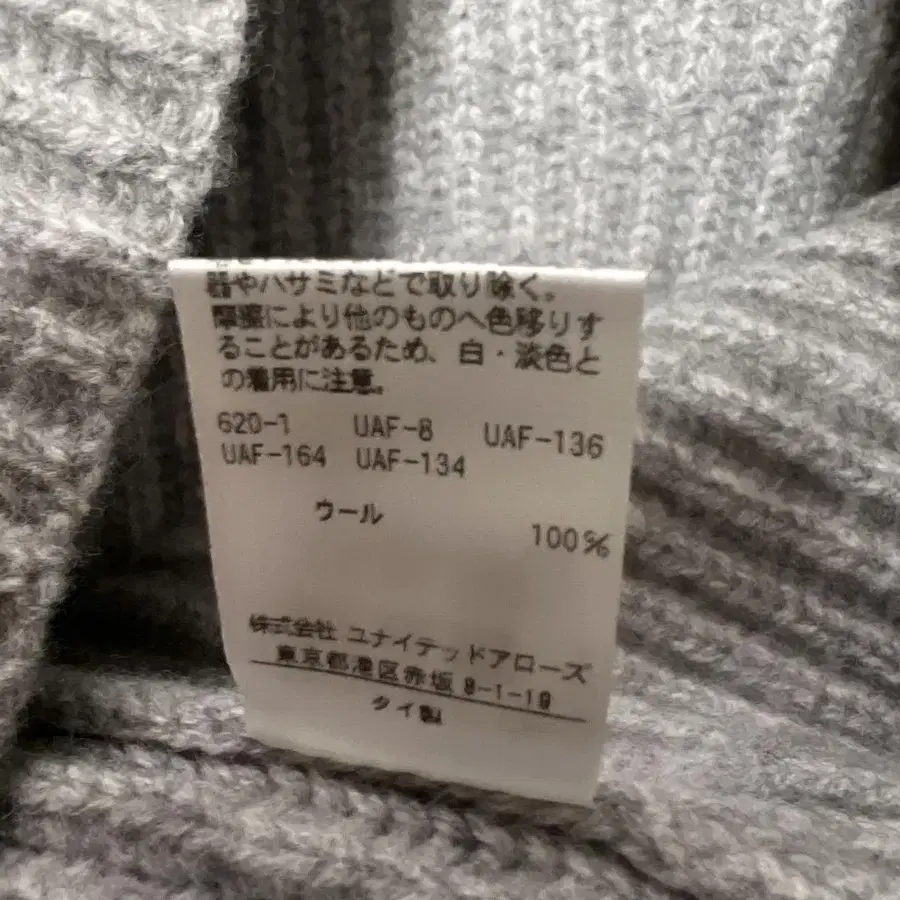 器やハサミなどで取り除く。
摩擦により他のものへ色移りす
ることがあるため、白・淡色と
の着用に注意。
620-1 UAF-8 UAF-136
UAF-164 UAF-134
ウール
100%
株式会社 ユナイテッドアローズ
東京都港区赤坂 8-1-19
タイ製